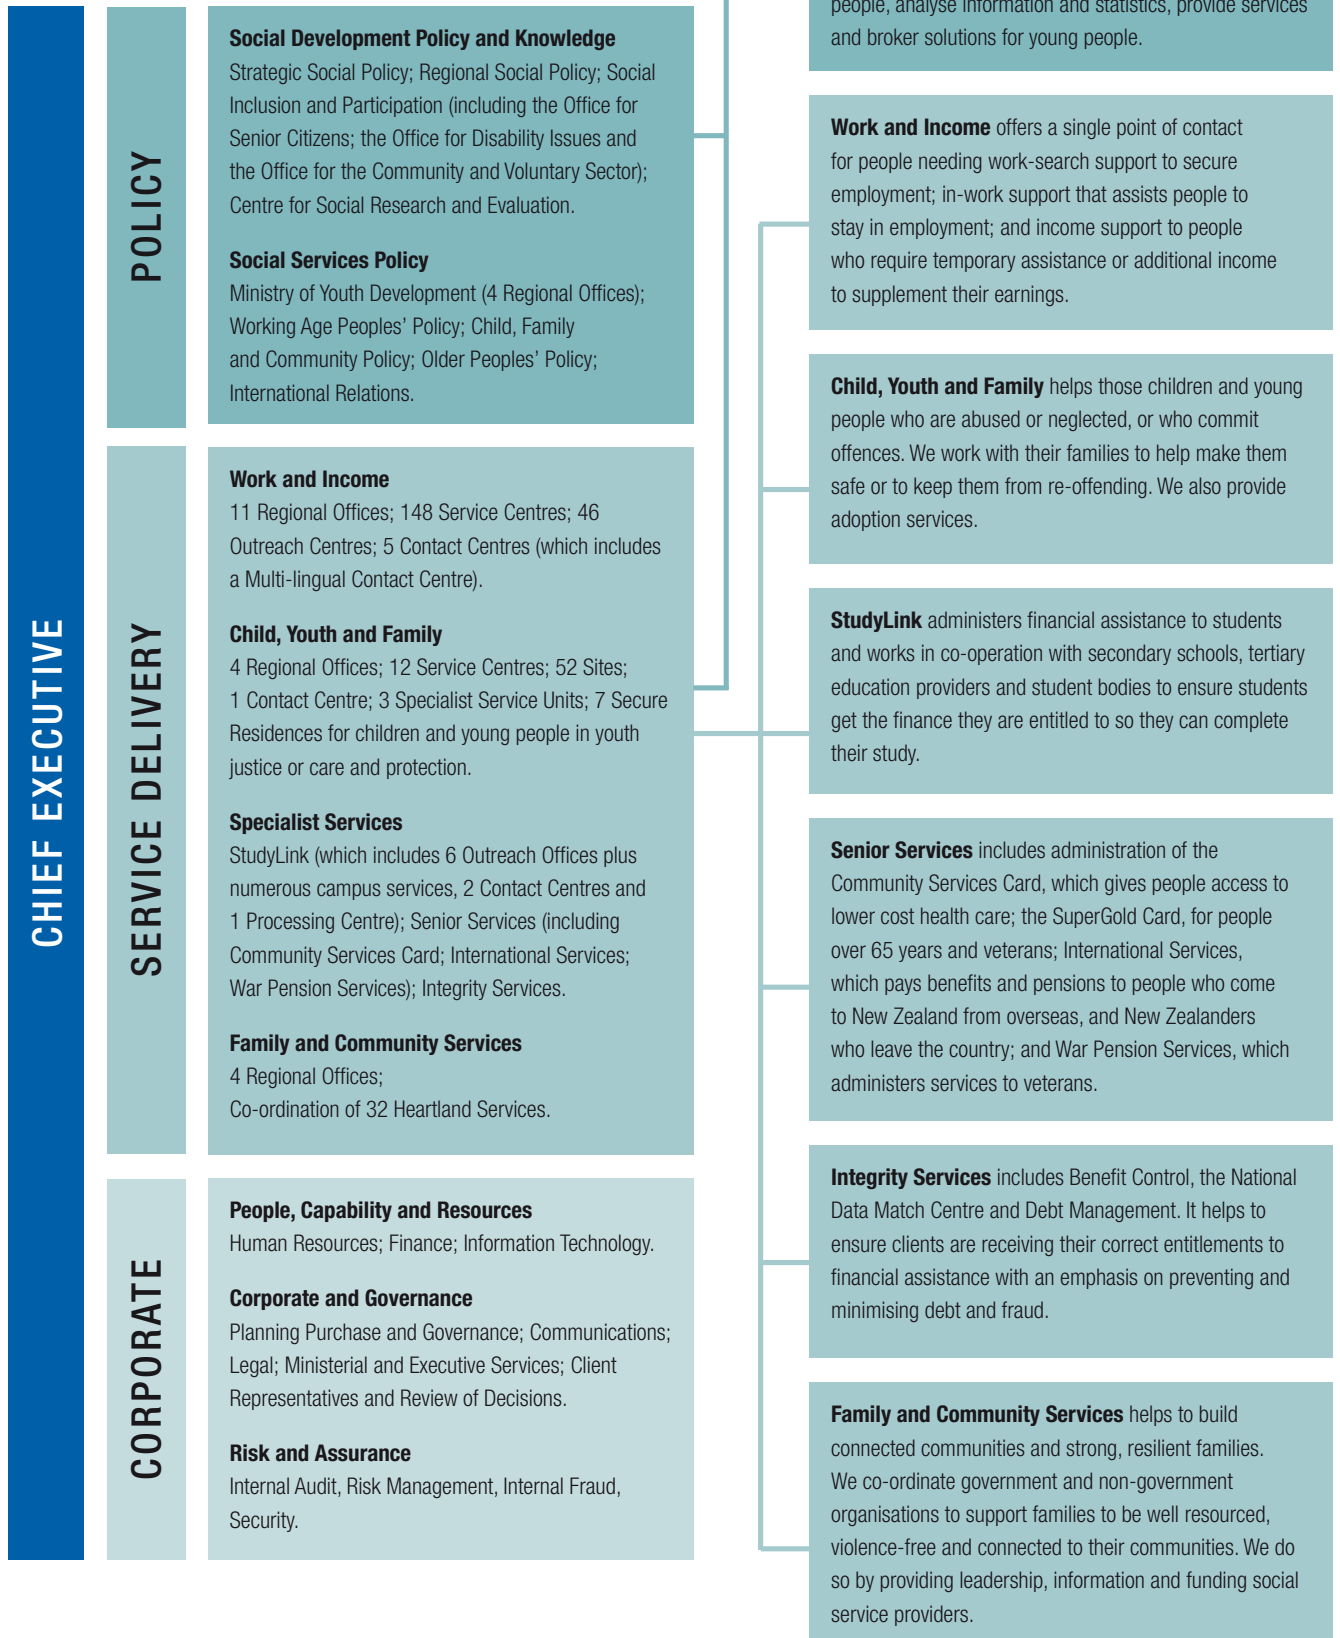 CHIEF EXECUTIVE
POLICY
Social Development Policy and Knowledge
Strategic Social Policy; Regional Social Policy; Social
Inclusion and Participation (including the Office for
Senior Citizens; the Office for Disability Issues and
the Office for the Community and Voluntary Sector);
Centre for Social Research and Evaluation.
Social Services Policy
Ministry of Youth Development (4 Regional Offices);
Working Age Peoples’ Policy; Child, Family
and Community Policy; Older Peoples’ Policy;
International Relations.
SERVICE DELIVERY
Work and Income
11 Regional Offices; 148 Service Centres; 46
Outreach Centres; 5 Contact Centres (which includes
a Multi-lingual Contact Centre).
Child, Youth and Family
4 Regional Offices; 12 Service Centres; 52 Sites;
1 Contact Centre; 3 Specialist Service Units; 7 Secure
Residences for children and young people in youth
justice or care and protection.
Specialist Services
StudyLink (which includes 6 Outreach Offices plus
numerous campus services, 2 Contact Centres and
1 Processing Centre); Senior Services (including
Community Services Card; International Services;
War Pension Services); Integrity Services.
Family and Community Services
4 Regional Offices;
Co-ordination of 32 Heartland Services.
CORPORATE
People, Capability and Resources
Human Resources; Finance; Information Technology.
Corporate and Governance
Planning Purchase and Governance; Communications;
Legal; Ministerial and Executive Services; Client
Representatives and Review of Decisions.
Risk and Assurance
Internal Audit, Risk Management, Internal Fraud,
Security.
people, analyse information and statistics, provide services
and broker solutions for young people.
Work and Income offers a single point of contact
for people needing work-search support to secure
employment; in-work support that assists people to
stay in employment; and income support to people
who require temporary assistance or additional income
to supplement their earnings.
Child, Youth and Family helps those children and young
people who are abused or neglected, or who commit
offences. We work with their families to help make them
safe or to keep them from re-offending. We also provide
adoption services.
StudyLink administers financial assistance to students
and works in co-operation with secondary schools, tertiary
education providers and student bodies to ensure students
get the finance they are entitled to so they can complete
their study.
Senior Services includes administration of the
Community Services Card, which gives people access to
lower cost health care; the SuperGold Card, for people
over 65 years and veterans; International Services,
which pays benefits and pensions to people who come
to New Zealand from overseas, and New Zealanders
who leave the country; and War Pension Services, which
administers services to veterans.
Integrity Services includes Benefit Control, the National
Data Match Centre and Debt Management. It helps to
ensure clients are receiving their correct entitlements to
financial assistance with an emphasis on preventing and
minimising debt and fraud.
Family and Community Services helps to build
connected communities and strong, resilient families.
We co-ordinate government and non-government
organisations to support families to be well resourced,
violence-free and connected to their communities. We do
so by providing leadership, information and funding social
service providers.